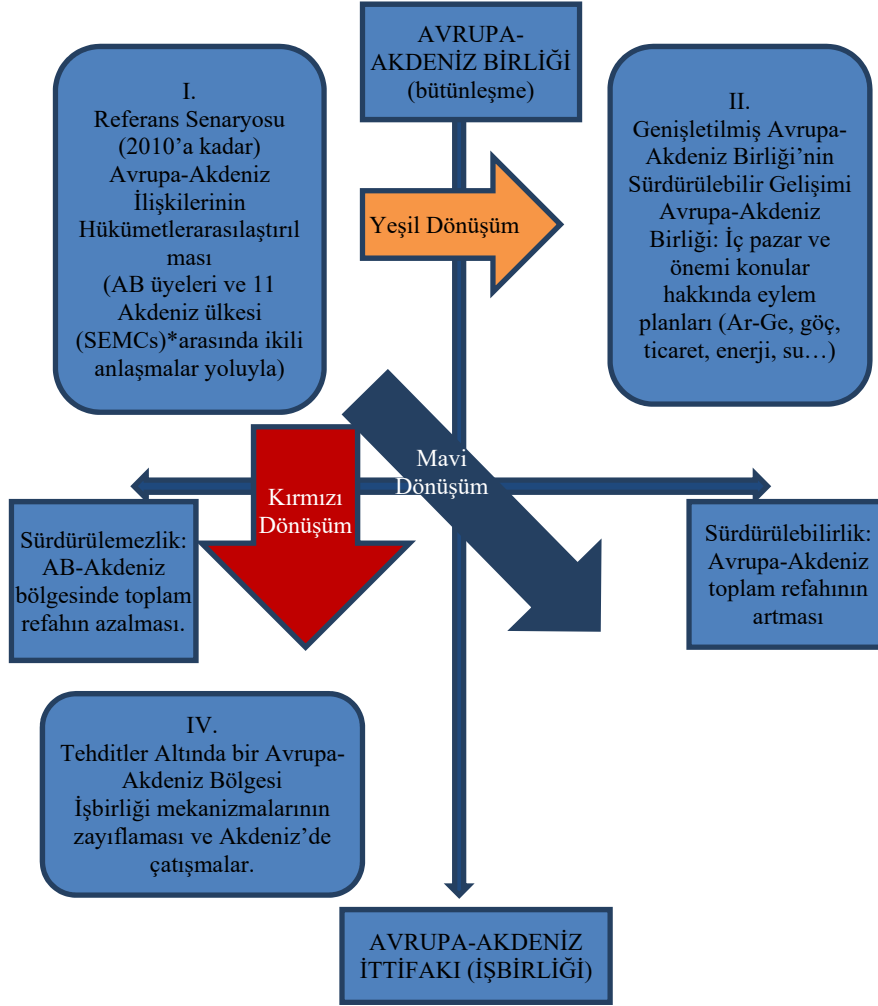 AVRUPA-
AKDENİZ BİRLİĞİ
(bütünleşme)
I.
Referans Senaryosu
(2010’a kadar)
Avrupa-Akdeniz
İlişkilerinin
Hükümetlerarasılaştırıl
ması
(AB üyeleri ve 11
Akdeniz ülkesi
(SEMCs)*arasında ikili
anlaşmalar yoluyla)
II.
Genişletilmiş Avrupa-
Akdeniz Birliği’nin
Sürdürülebilir Gelişimi
Avrupa-Akdeniz
Birliği: İç pazar ve
önemi konular
hakkında eylem
planları (Ar-Ge, göç,
ticaret, enerji, su…)
Yeşil Dönüşüm
Mavi
Dönüşüm
Kırmızı
Dönüşüm
Sürdürülemezlik:
AB-Akdeniz
bölgesinde toplam
refahın azalması.
Sürdürülebilirlik:
Avrupa-Akdeniz
toplam refahının
artması
IV.
Tehditler Altında bir Avrupa-
Akdeniz Bölgesi
İşbirliği mekanizmalarının
zayıflaması ve Akdeniz’de
çatışmalar.
AVRUPA-AKDENİZ
İTTİFAKI (İŞBİRLİĞİ)